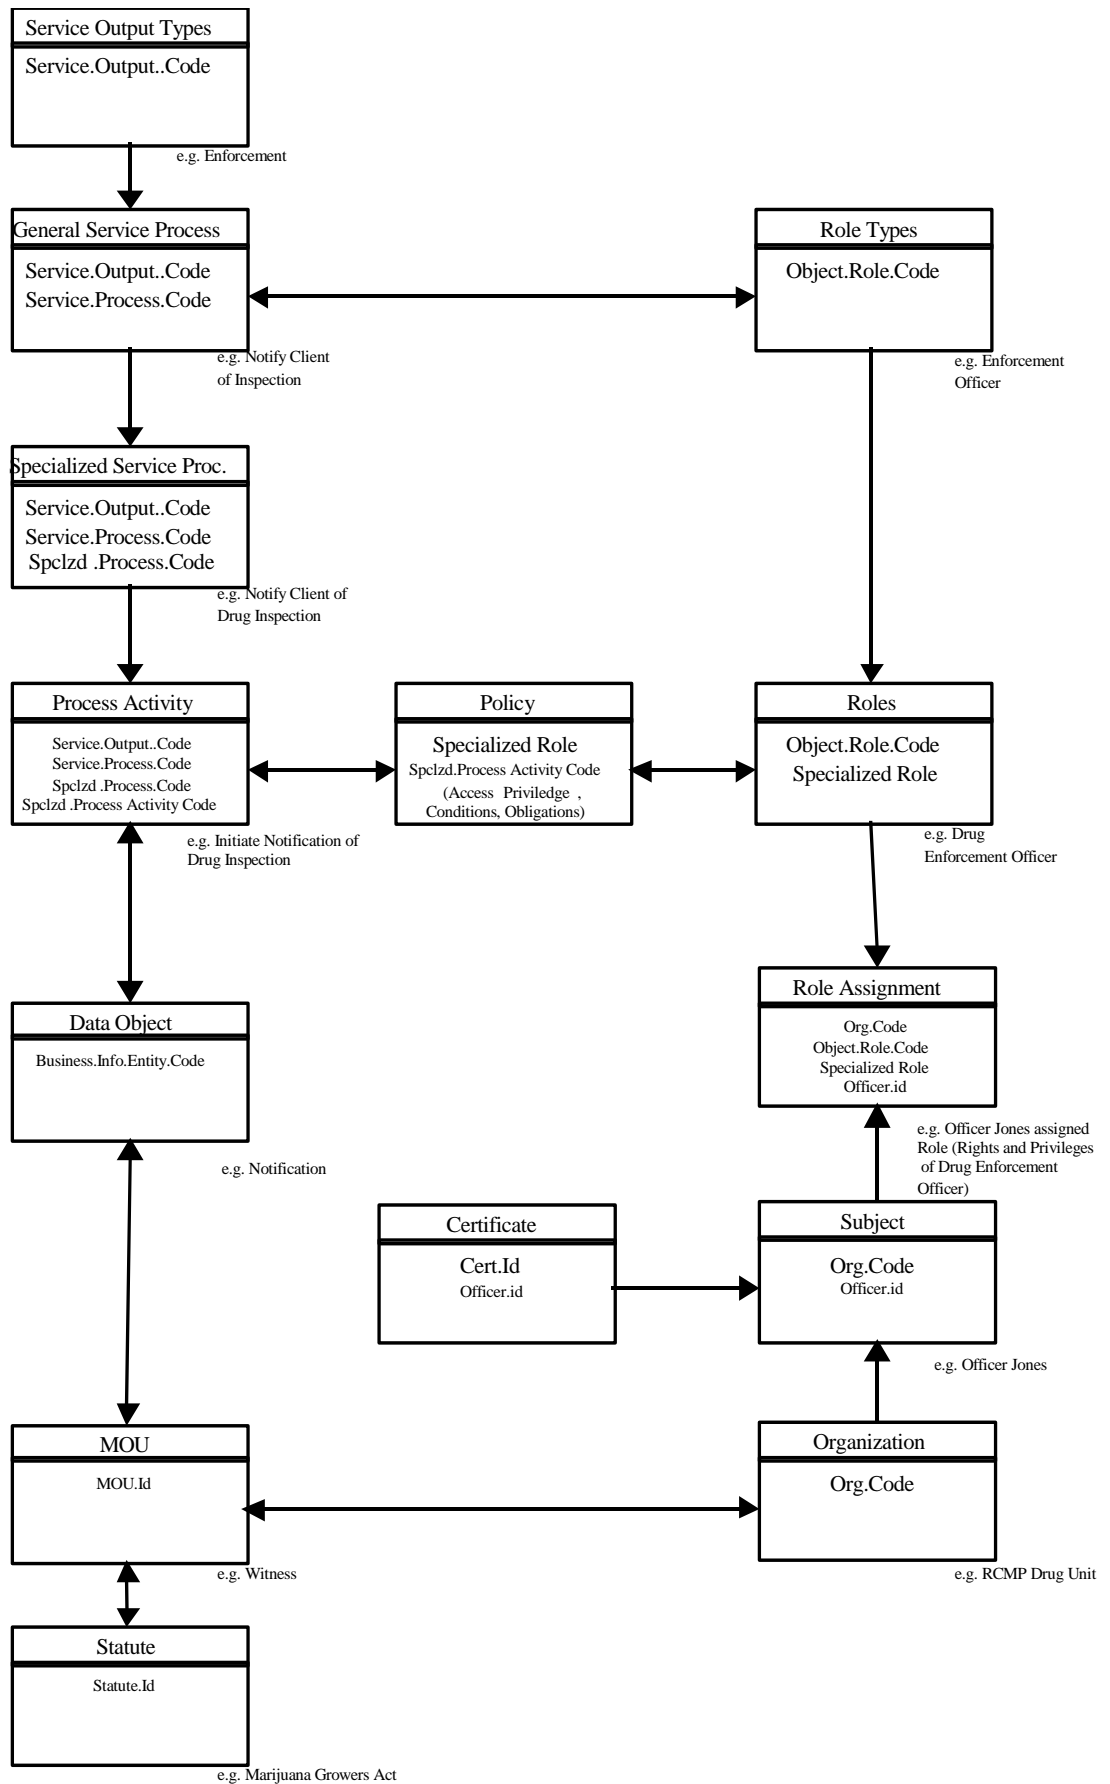 Service Output Types
Service.Output..Code
e.g. Enforcement
General Service Process
Service.Output..Code
Service.Process.Code
e.g. Notify Client
of Inspection
Role Types
Object.Role.Code
e.g. Enforcement
Officer
Specialized Service Proc.
Service.Output..Code
Service.Process.Code
Spclzd .Process.Code
e.g. Notify Client of
Drug Inspection
Process Activity
Service.Output..Code
Service.Process.Code
Spclzd .Process.Code
Spclzd .Process Activity Code
e.g. Initiate Notification of
Drug Inspection
Policy
Specialized Role
Spclzd.Process Activity Code
(Access Priviledge ,
Conditions, Obligations)
Roles
Object.Role.Code
Specialized Role
e.g. Drug
Enforcement Officer
Data Object
Business.Info.Entity.Code
e.g. Notification
Role Assignment
Org.Code
Object.Role.Code
Specialized Role
Officer.id
e.g. Officer Jones assigned
Role (Rights and Privileges
of Drug Enforcement
Officer)
Certificate
Cert.Id
Officer.id
Subject
Org.Code
Officer.id
e.g. Officer Jones
MOU
MOU.Id
e.g. Witness
Organization
Org.Code
e.g. RCMP Drug Unit
Statute
Statute.Id
e.g. Marijuana Growers Act